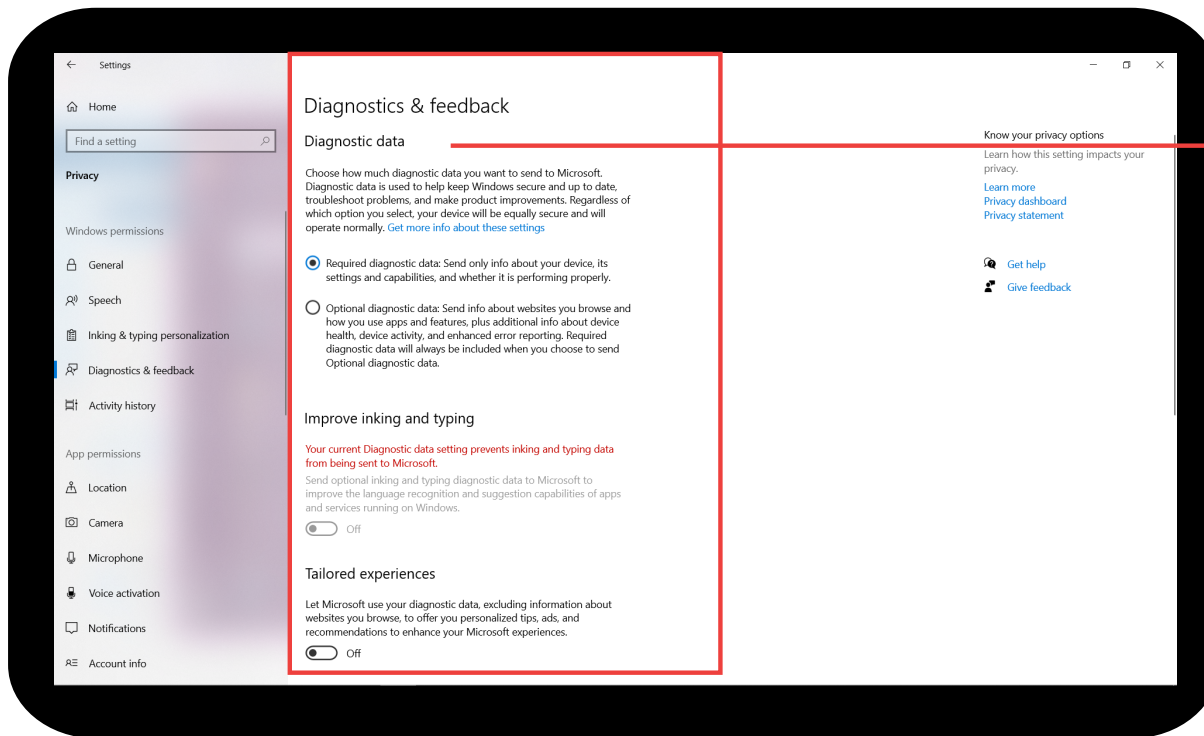 Settings
Home
Find a setting
Privacy
Windows permissions
General
Speech
Inking & typing personalization
Diagnostics & feedback
Activity history
App permissions
Location
Camera
Microphone
Voice activation
Notifications
Account info
Diagnostics & feedback
Diagnostic data
Choose how much diagnostic data you want to send to Microsoft.
Diagnostic data is used to help keep Windows secure and up to date,
troubleshoot problems, and make product improvements. Regardless of
which option you select, your device will be equally secure and will
operate normally. Get more info about these settings
Required diagnostic data: Send only info about your device, its
settings and capabilities, and whether it is performing properly.
Optional diagnostic data: Send info about websites you browse and
how you use apps and features, plus additional info about device
health, device activity, and enhanced error reporting. Required
diagnostic data will always be included when you choose to send
Optional diagnostic data.
Improve inking and typing
Your current Diagnostic data setting prevents inking and typing data
from being sent to Microsoft.
Send optional inking and typing diagnostic data to Microsoft to
improve the language recognition and suggestion capabilities of apps
and services running on Windows.
Off
Tailored experiences
Let Microsoft use your diagnostic data, excluding information about
websites you browse, to offer you personalized tips, ads, and
recommendations to enhance your Microsoft experiences.
Off
Know your privacy options
Learn how this setting impacts your
privacy.
Learn more
Privacy dashboard
Privacy statement
Get help
Give feedback